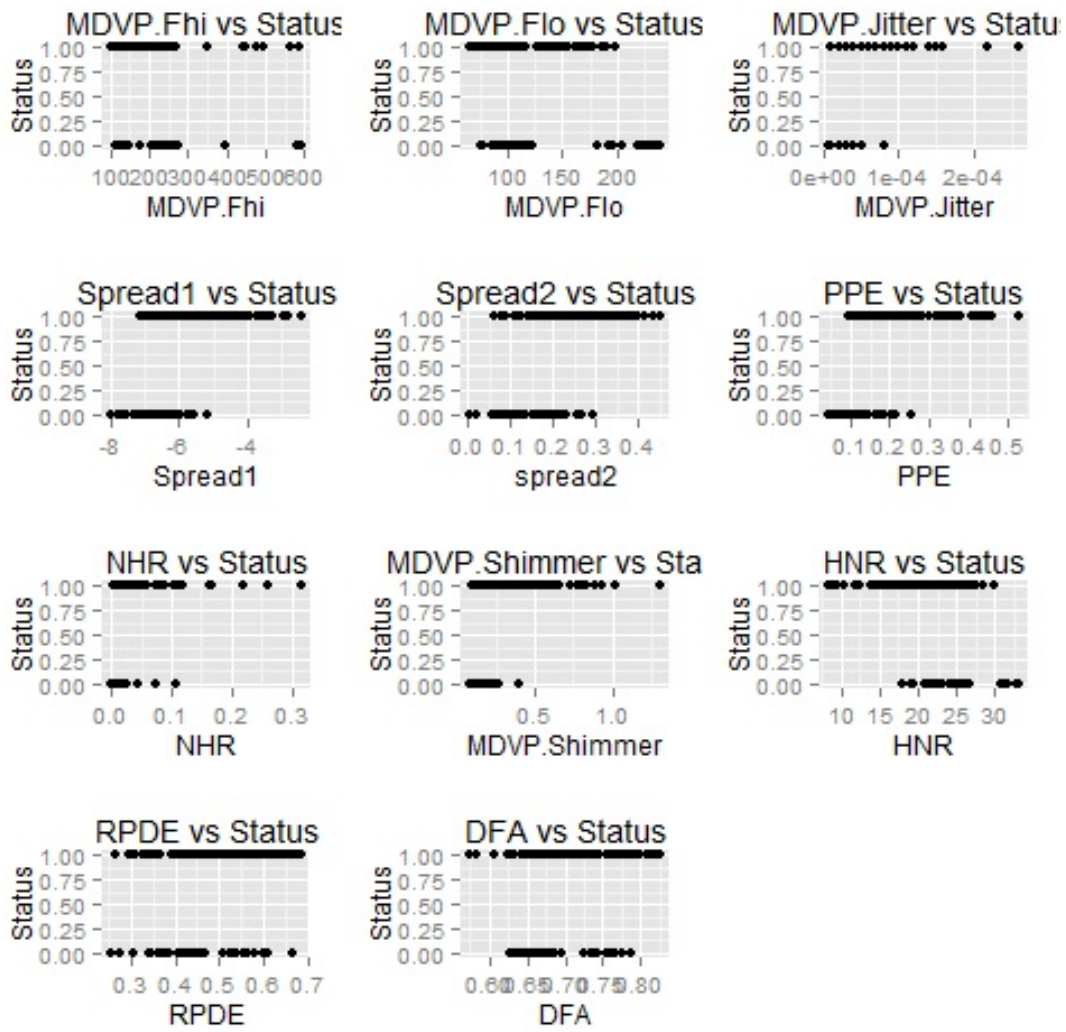 MDVP.Fhi vs Status
1.00
0.75
0.50
0.25
0.00
Status
100200300400500600
MDVP.Fhi
MDVP.Flo vs Status
1.00
0.75
0.50
0.25
0.00
Status
100 200
MDVP.Flo
MDVP.Jitter vs Statu
1.00
0.75
0.50
0.25
0.00
Status
0e+00 1e-04 2e-04
MDVP.Jitter
Spread1 vs Status
1.00
0.75
0.50
0.25
0.00
Status
-8 -6 -4
Spread1
Spread2 vs Status
1.00
0.75
0.50
0.25
0.00
Status
0.0 0.1 0.2 0.3 0.4
spread2
PPE vs Status
1.00
0.75
0.50
0.25
0.00
Status
0.1 0.2 0.3 0.4 0.5
PPE
NHR vs Status
1.00
0.75
0.50
0.25
0.00
Status
0.0 0.1 0.2 0.3
NHR
MDVP.Shimmer vs Sta
1.00
0.75
0.50
0.25
0.00
Status
0.5 1.0
MDVP.Shimmer
HNR vs Status
1.00
0.75
0.50
0.25
0.00
Status
10 15 20 25 30
HNR
RPDE vs Status
1.00
0.75
0.50
0.25
0.00
Status
0.3 0.4 0.5 0.6 0.7
RPDE
DFA vs Status
1.00
0.75
0.50
0.25
0.00
Status
0.60 0.65 0.70 0.75 0.80
DFA